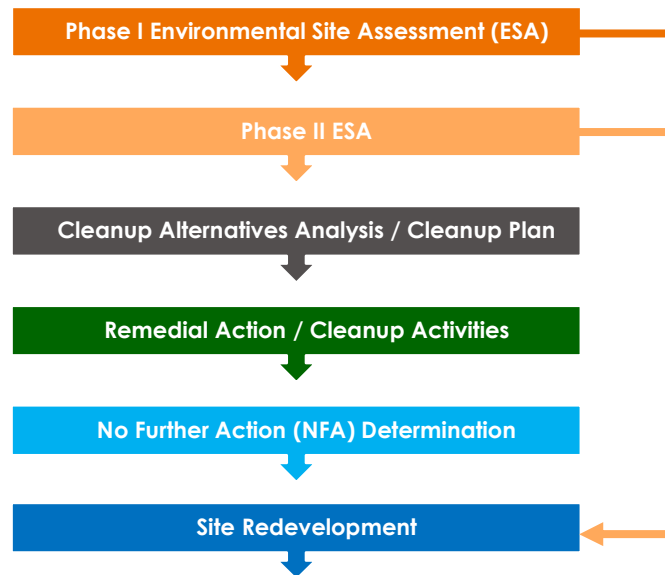 Phase I Environmental Site Assessment (ESA)
Phase II ESA
Cleanup Alternatives Analysis / Cleanup Plan
Remedial Action / Cleanup Activities
No Further Action (NFA) Determination
Site Redevelopment